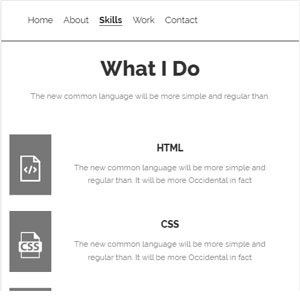 Home About Skills Work Contact
What I Do
The new common language will be more simple and regular than.
HTML
The new common language will be more simple and
regular than. It will be more Occidental in fact
CSS
CSS
The new common language will be more simple and
regular than. It will be more Occidental in fact